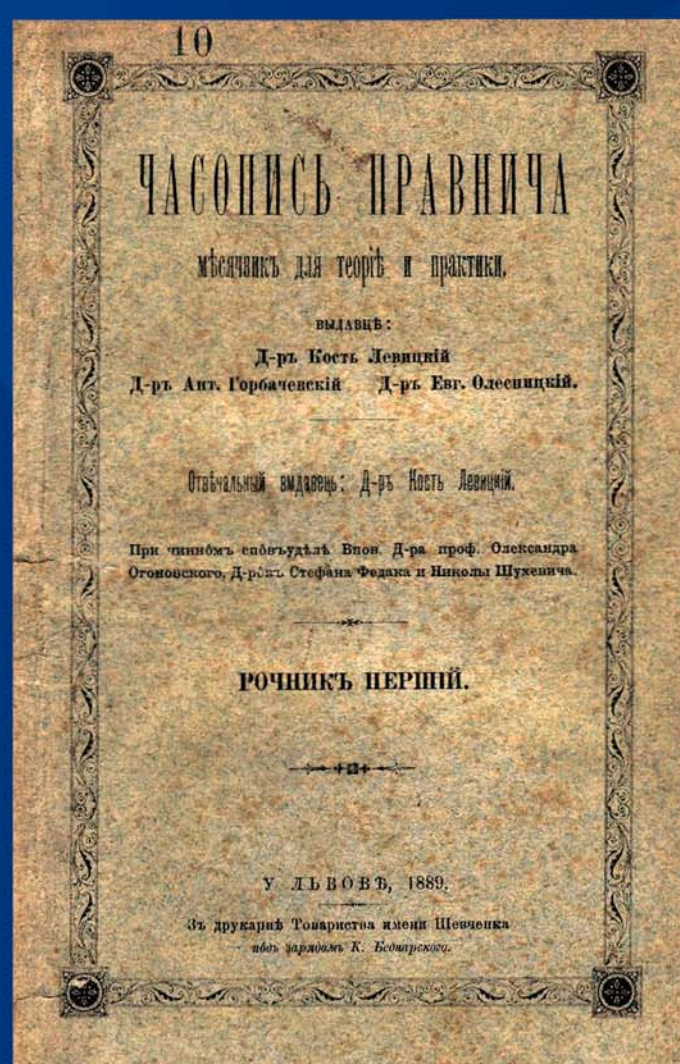 10
ЧАСОПИСЬ ПРАВНИЧА
мѣсячникъ для теоріѣ и практики.
ВЫДАВЦѢ:
Д-ръ Кость Левицкій
Д-ръ Ант. Горбачевскій Д-ръ Евг. Олесницкій.
Отвѣчальный выдавець: Д-ръ Кость Левицкій.
При чиннôмъ спôвъудѣлѣ Впов. Д-ра проф. Олександра
Огоновского, Д-рôвъ Стефана Федака и Николы Шухевича.
РОЧНИКЪ ПЕРШІЙ.
У ЛЬВОВѢ, 1889.
Зъ друкарнѣ Товариства имени Шевченка
пôдъ зарядомъ К. Беднарского.